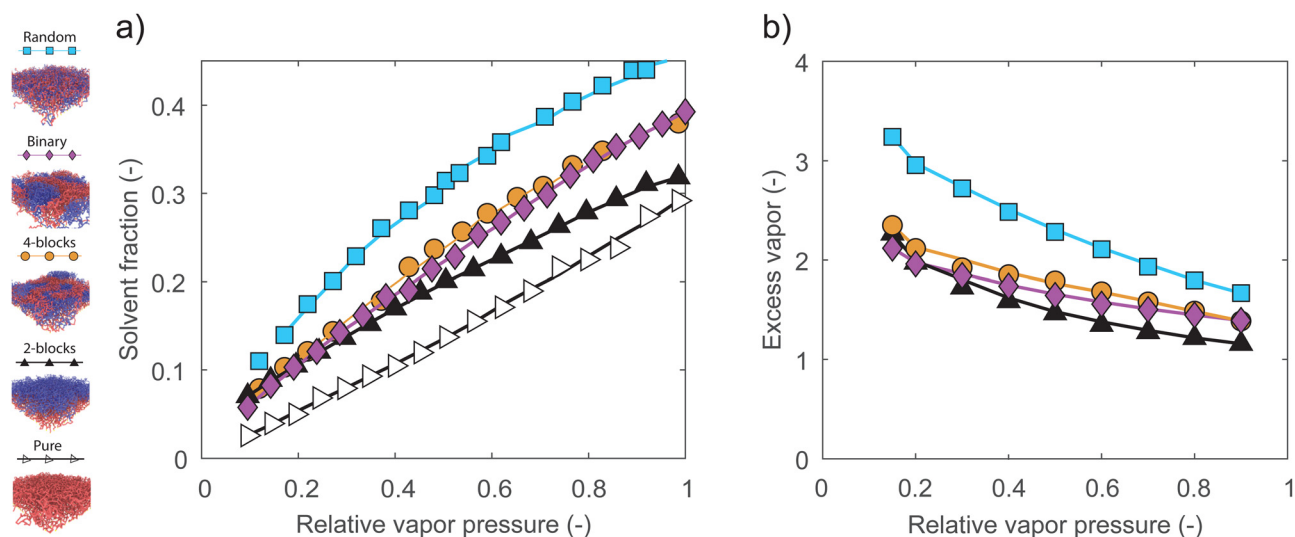 Random
Binary
4-blocks
2-blocks
Pure
a)
Solvent fraction (-)
0.4
0.3
0.2
0.1
0
0 0.2 0.4 0.6 0.8 1
Relative vapor pressure (-)
b)
Excess vapor (-)
4
3
2
1
0
0 0.2 0.4 0.6 0.8 1
Relative vapor pressure (-)